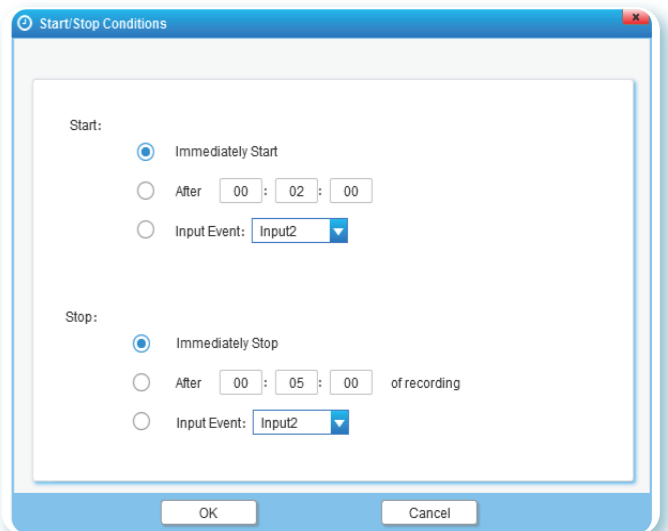 Start/Stop Conditions
Start:
Immediately Start
After 00 : 02 : 00
Input Event: Input2
Stop:
Immediately Stop
After 00 : 05 : 00 of recording
Input Event: Input2
OK Cancel